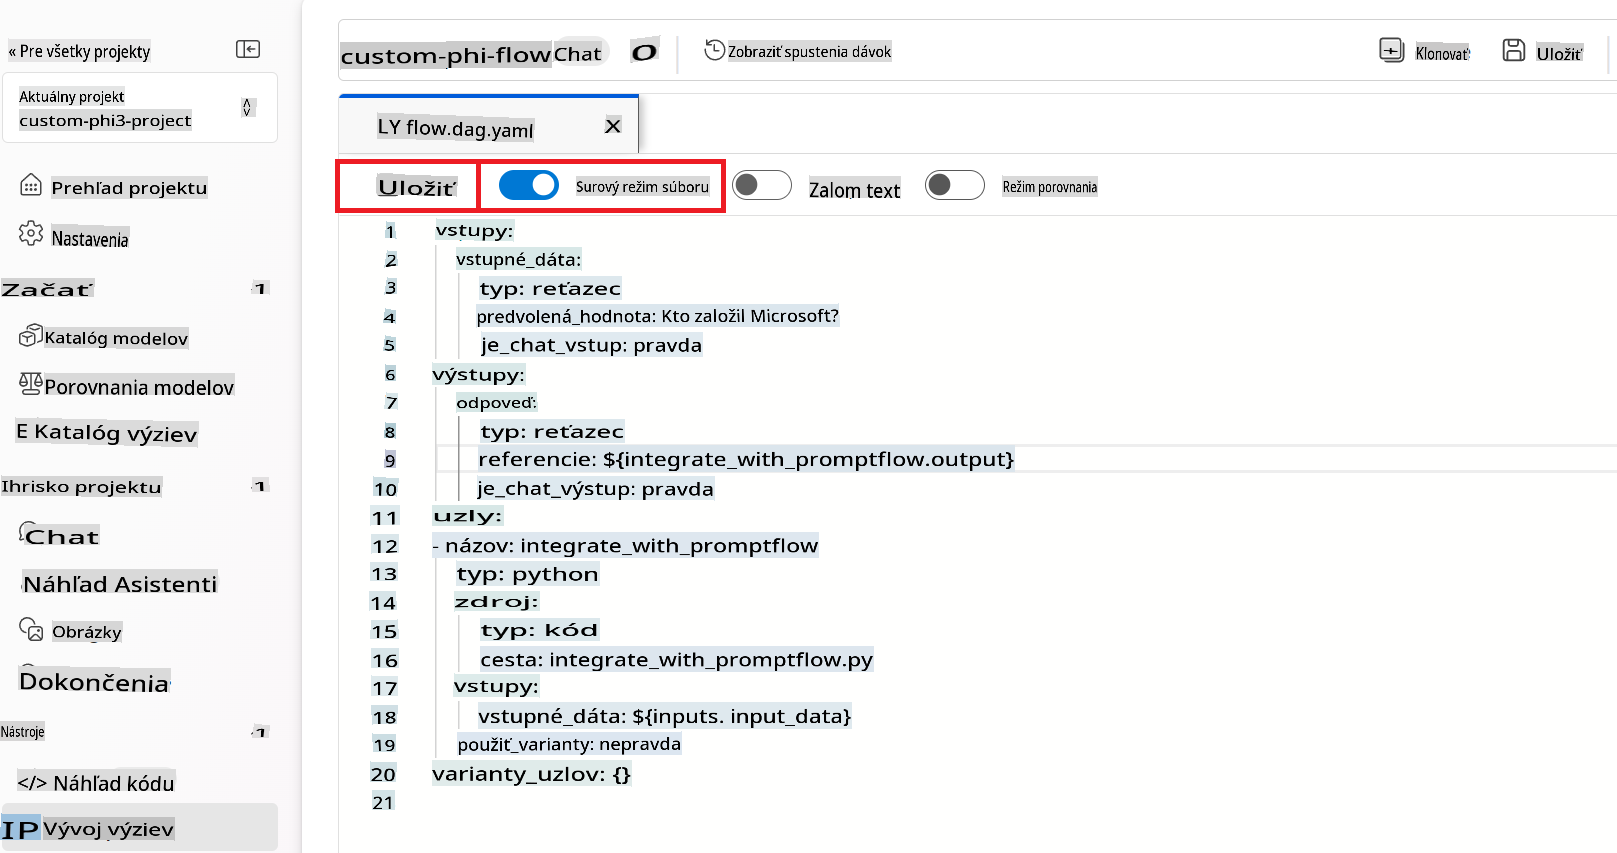 « Pre všetky projekty
Aktuálny projekt
custom-phi3-project
Prehľad projektu
Nastavenia
Začať
Katalóg modelov
Porovnania modelov
E Katalóg výziev
Ihrisko projektu
Chat
Náhľad Asistenti
Obrázky
Dokončenia
Nástroje
</> Náhľad kódu
IP Vývoj výziev
custom-phi-flow Chat O Zobraziť spustenia dávok Klonovať Uložiť
LY flow.dag.yaml X
Uložiť Surový režim súboru Zalom text Režim porovnania
1 vstupy:
2 vstupné_dáta:
3 typ: reťazec
4 predvolená_hodnota: Kto založil Microsoft?
5 je_chat_vstup: pravda
6 výstupy:
7 odpoveď:
8 typ: reťazec
9 referencie: ${integrate_with_promptflow.output}
10 je_chat_výstup: pravda
11 uzly:
12 - názov: integrate_with_promptflow
13 typ: python
14 zdroj:
15 typ: kód
16 cesta: integrate_with_promptflow.py
17 vstupy:
18 vstupné_dáta: ${inputs. input_data}
19 použiť_varianty: nepravda
20 varianty_uzlov: {}
21